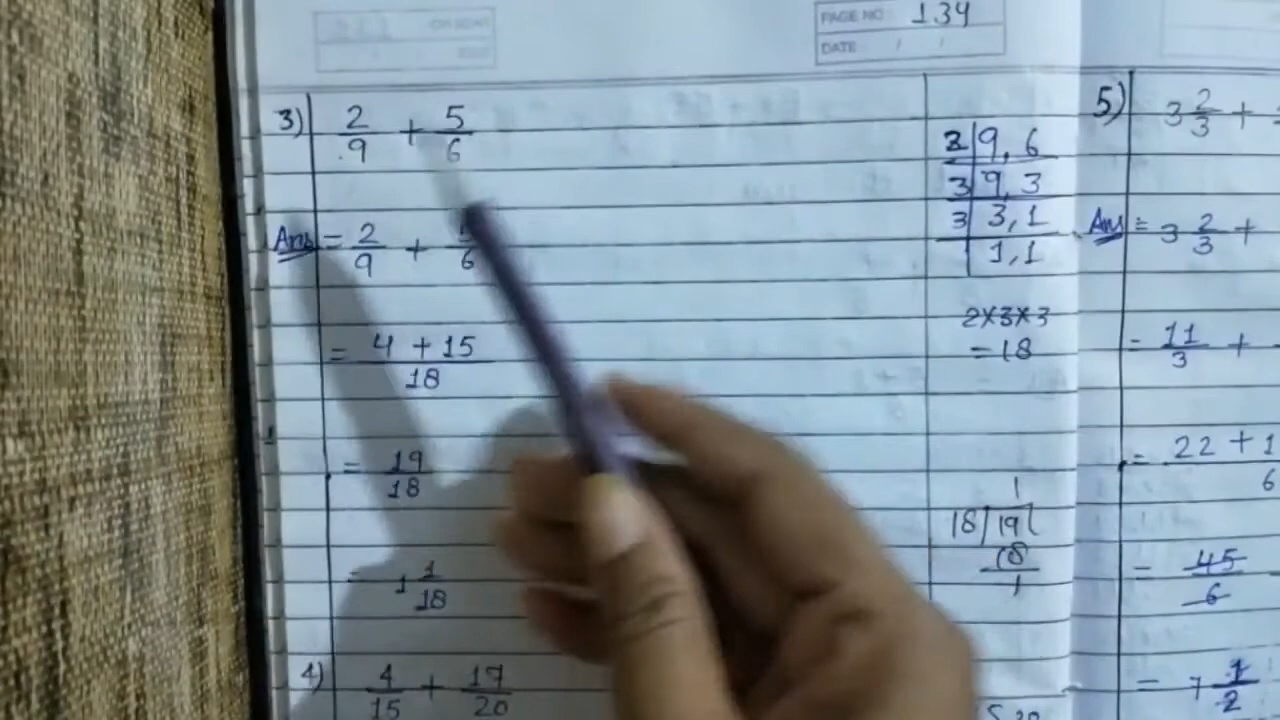 PAGE NO 134
DATE / /
3) 2/9 + 5/6
Ans = 2/9 + /6
= 4 + 15 / 18
= 19/18
= 1 1/18
4) 4/15 + 17/20
2 | 9, 6
3 | 9, 3
3 | 3, 1
1, 1
2×3×3
= 18
1
18 ) 19 (
18
1
5) 3 2/3 +
Ans = 3 2/3 +
= 11/3 +
= 22 + 1 / 6
= 45/6
= 7 1/2